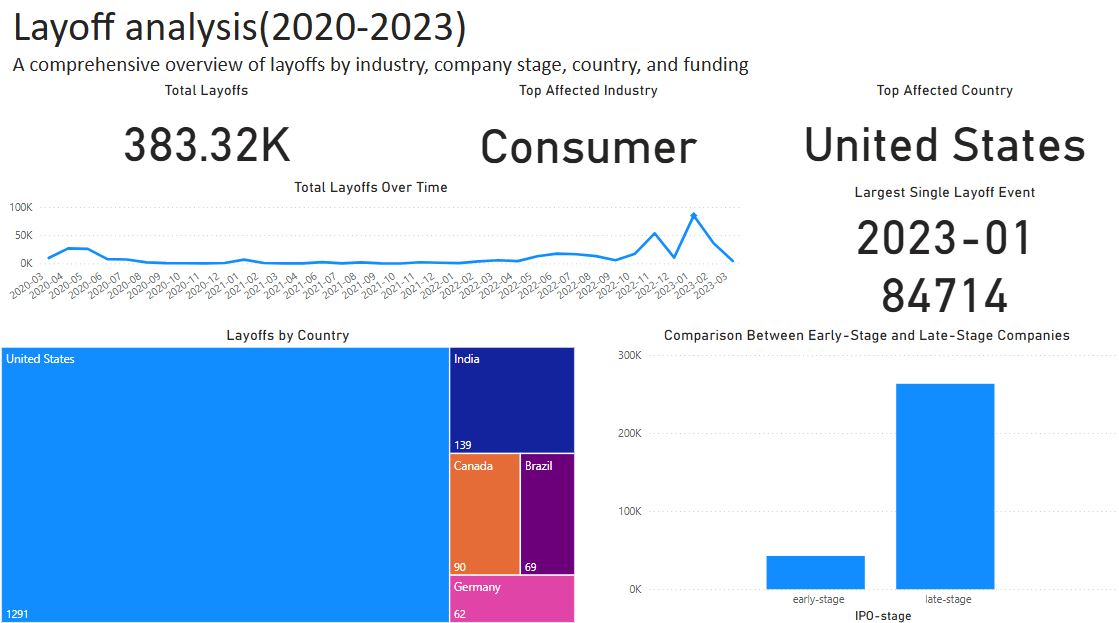 Layoff analysis(2020-2023)
A comprehensive overview of layoffs by industry, company stage, country, and funding
Total Layoffs
383.32K
Top Affected Industry
Consumer
Top Affected Country
United States
Total Layoffs Over Time
100K
50K
0K
2020-03
2020-04
2020-05
2020-06
2020-07
2020-08
2020-09
2020-10
2020-11
2020-12
2021-01
2021-02
2021-03
2021-04
2021-06
2021-07
2021-08
2021-09
2021-10
2021-11
2021-12
2022-01
2022-02
2022-03
2022-04
2022-05
2022-06
2022-07
2022-08
2022-09
2022-10
2022-11
2022-12
2023-01
2023-02
2023-03
Largest Single Layoff Event
2023-01
84714
Layoffs by Country
United States
1291
India
139
Canada
90
Brazil
69
Germany
62
Comparison Between Early-Stage and Late-Stage Companies
300K
200K
100K
0K
early-stage
late-stage
IPO-stage